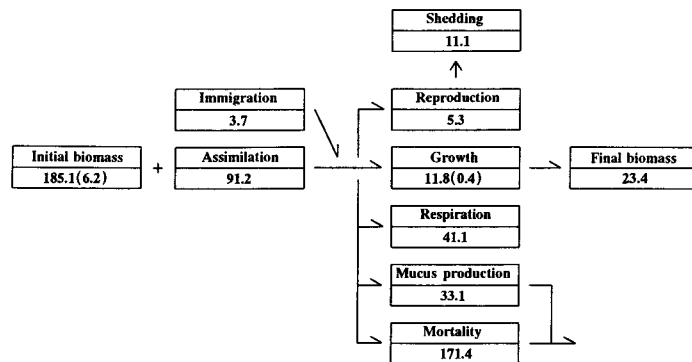 Shedding
11.1
Immigration
3.7
Reproduction
5.3
Initial biomass
185.1(6.2)
+
Assimilation
91.2
Growth
11.8(0.4)
Final biomass
23.4
Respiration
41.1
Mucus production
33.1
Mortality
171.4